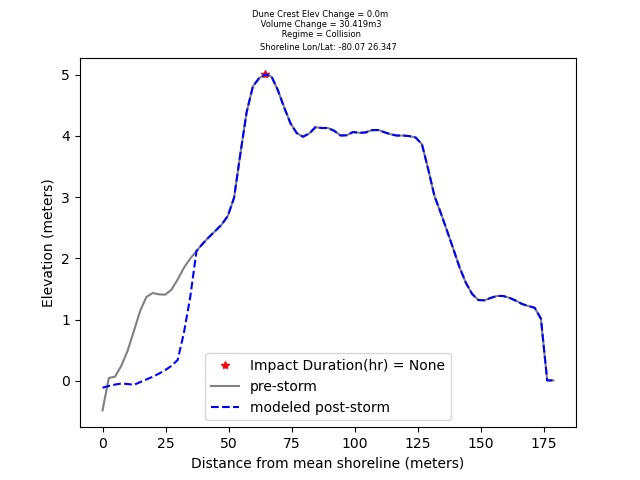 Dune Crest Elev Change = 0.0m
Volume Change = 30.419m3
Regime = Collision
Shoreline Lon/Lat: -80.07 26.347
5
4
3
2
1
0
Elevation (meters)
Impact Duration(hr) = None
pre-storm
modeled post-storm
0 25 50 75 100 125 150 175
Distance from mean shoreline (meters)